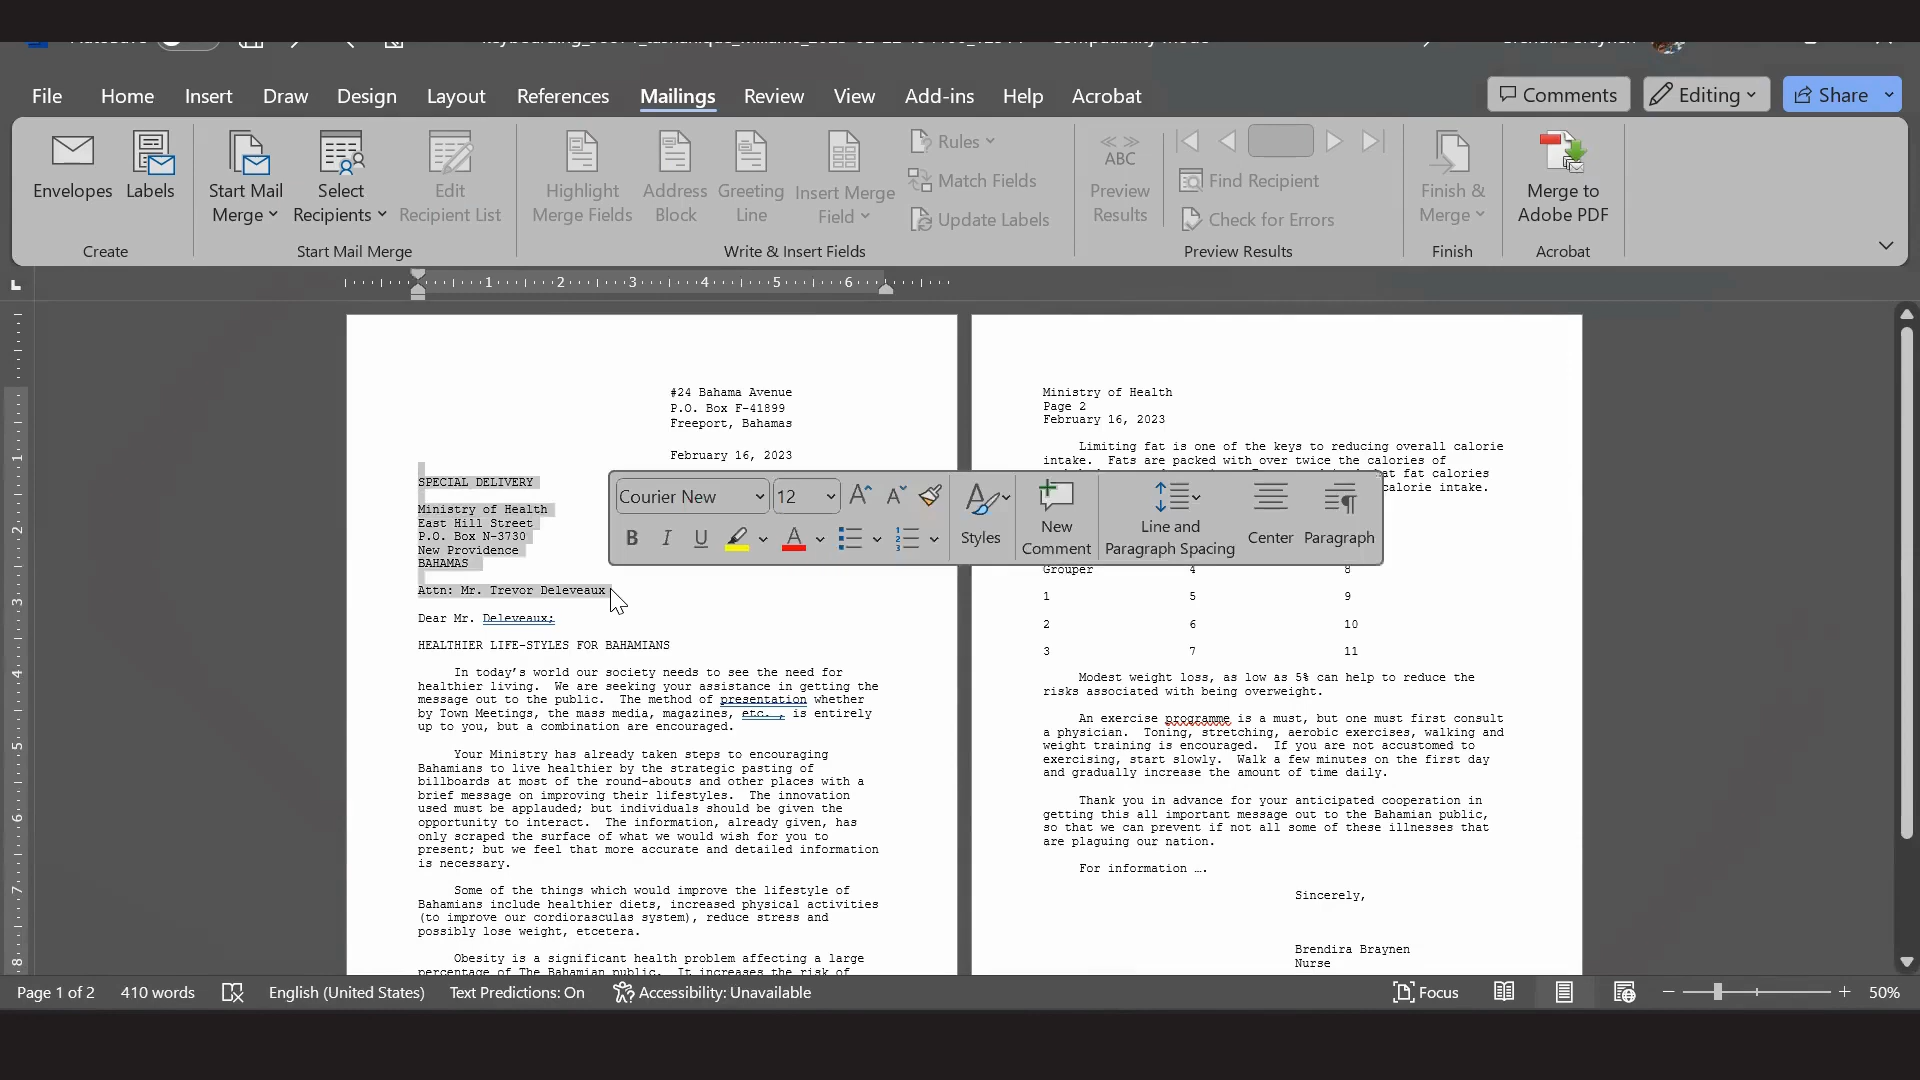 File Home Insert Draw Design Layout References Mailings Review View Add-ins Help Acrobat Comments Editing Share
Envelopes Labels
Create
Start Mail Merge
Select Recipients
Edit Recipient List
Start Mail Merge
Highlight Merge Fields
Address Block
Greeting Line
Insert Merge Field
Rules
Match Fields
Update Labels
Write & Insert Fields
ABC
Preview Results
Find Recipient
Check for Errors
Preview Results
Finish & Merge
Finish
Merge to Adobe PDF
Acrobat
1 2 3 4 5 6
#24 Bahama Avenue
P.O. Box F-41899
Freeport, Bahamas
February 16, 2023
SPECIAL DELIVERY
Ministry of Health
East Hill Street
P.O. Box N-3730
New Providence
BAHAMAS
Attn: Mr. Trevor Deleveaux
Dear Mr. Deleveaux;
HEALTHIER LIFE-STYLES FOR BAHAMIANS
In today's world our society needs to see the need for
healthier living. We are seeking your assistance in getting the
message out to the public. The method of presentation whether
by Town Meetings, the mass media, magazines, etc. , is entirely
up to you, but a combination are encouraged.
Your Ministry has already taken steps to encouraging
Bahamians to live healthier by the strategic pasting of
billboards at most of the round-abouts and other places with a
brief message on improving their lifestyles. The innovation
used must be applauded; but individuals should be given the
opportunity to interact. The information, already given, has
only scraped the surface of what we would wish for you to
present; but we feel that more accurate and detailed information
is necessary.
Some of the things which would improve the lifestyle of
Bahamians include healthier diets, increased physical activities
(to improve our cordiorasculas system), reduce stress and
possibly lose weight, etcetera.
Obesity is a significant health problem affecting a large
percentage of The Bahamian public. It increases the risk of
Courier New 12
B I U A
Styles
New Comment
Line and Paragraph Spacing
Center
Paragraph
Ministry of Health
Page 2
February 16, 2023
Limiting fat is one of the keys to reducing overall calorie
intake. Fats are packed with over twice the calories of
fat calories
calorie intake.
Grouper 4 8
1 5 9
2 6 10
3 7 11
Modest weight loss, as low as 5% can help to reduce the
risks associated with being overweight.
An exercise programme is a must, but one must first consult
a physician. Toning, stretching, aerobic exercises, walking and
weight training is encouraged. If you are not accustomed to
exercising, start slowly. Walk a few minutes on the first day
and gradually increase the amount of time daily.
Thank you in advance for your anticipated cooperation in
getting this all important message out to the Bahamian public,
so that we can prevent if not all some of these illnesses that
are plaguing our nation.
For information ….
Sincerely,
Brendira Braynen
Nurse
Page 1 of 2 410 words English (United States) Text Predictions: On Accessibility: Unavailable Focus 50%